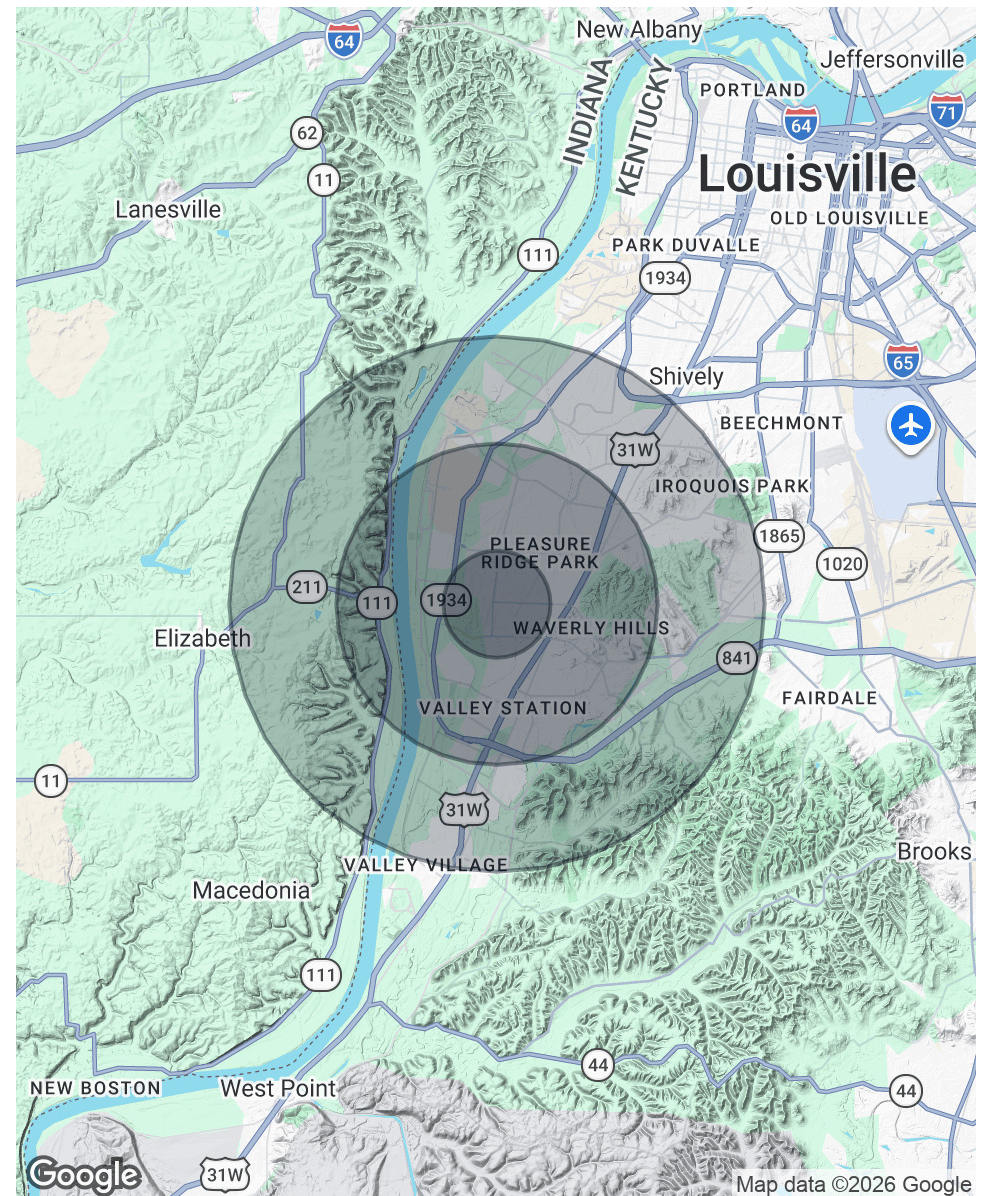 New Albany
64
Jeffersonville
INDIANA
KENTUCKY
PORTLAND
71
64
62
Louisville
11
Lanesville
OLD LOUISVILLE
PARK DUVALLE
111
1934
65
Shively
BEECHMONT
31W
IROQUOIS PARK
1865
PLEASURE
RIDGE PARK
1020
211
111
1934
WAVERLY HILLS
Elizabeth
841
FAIRDALE
VALLEY STATION
11
31W
Brooks
VALLEY VILLAGE
Macedonia
111
44
NEW BOSTON
West Point
44
Google
31W
Map data ©2026 Google